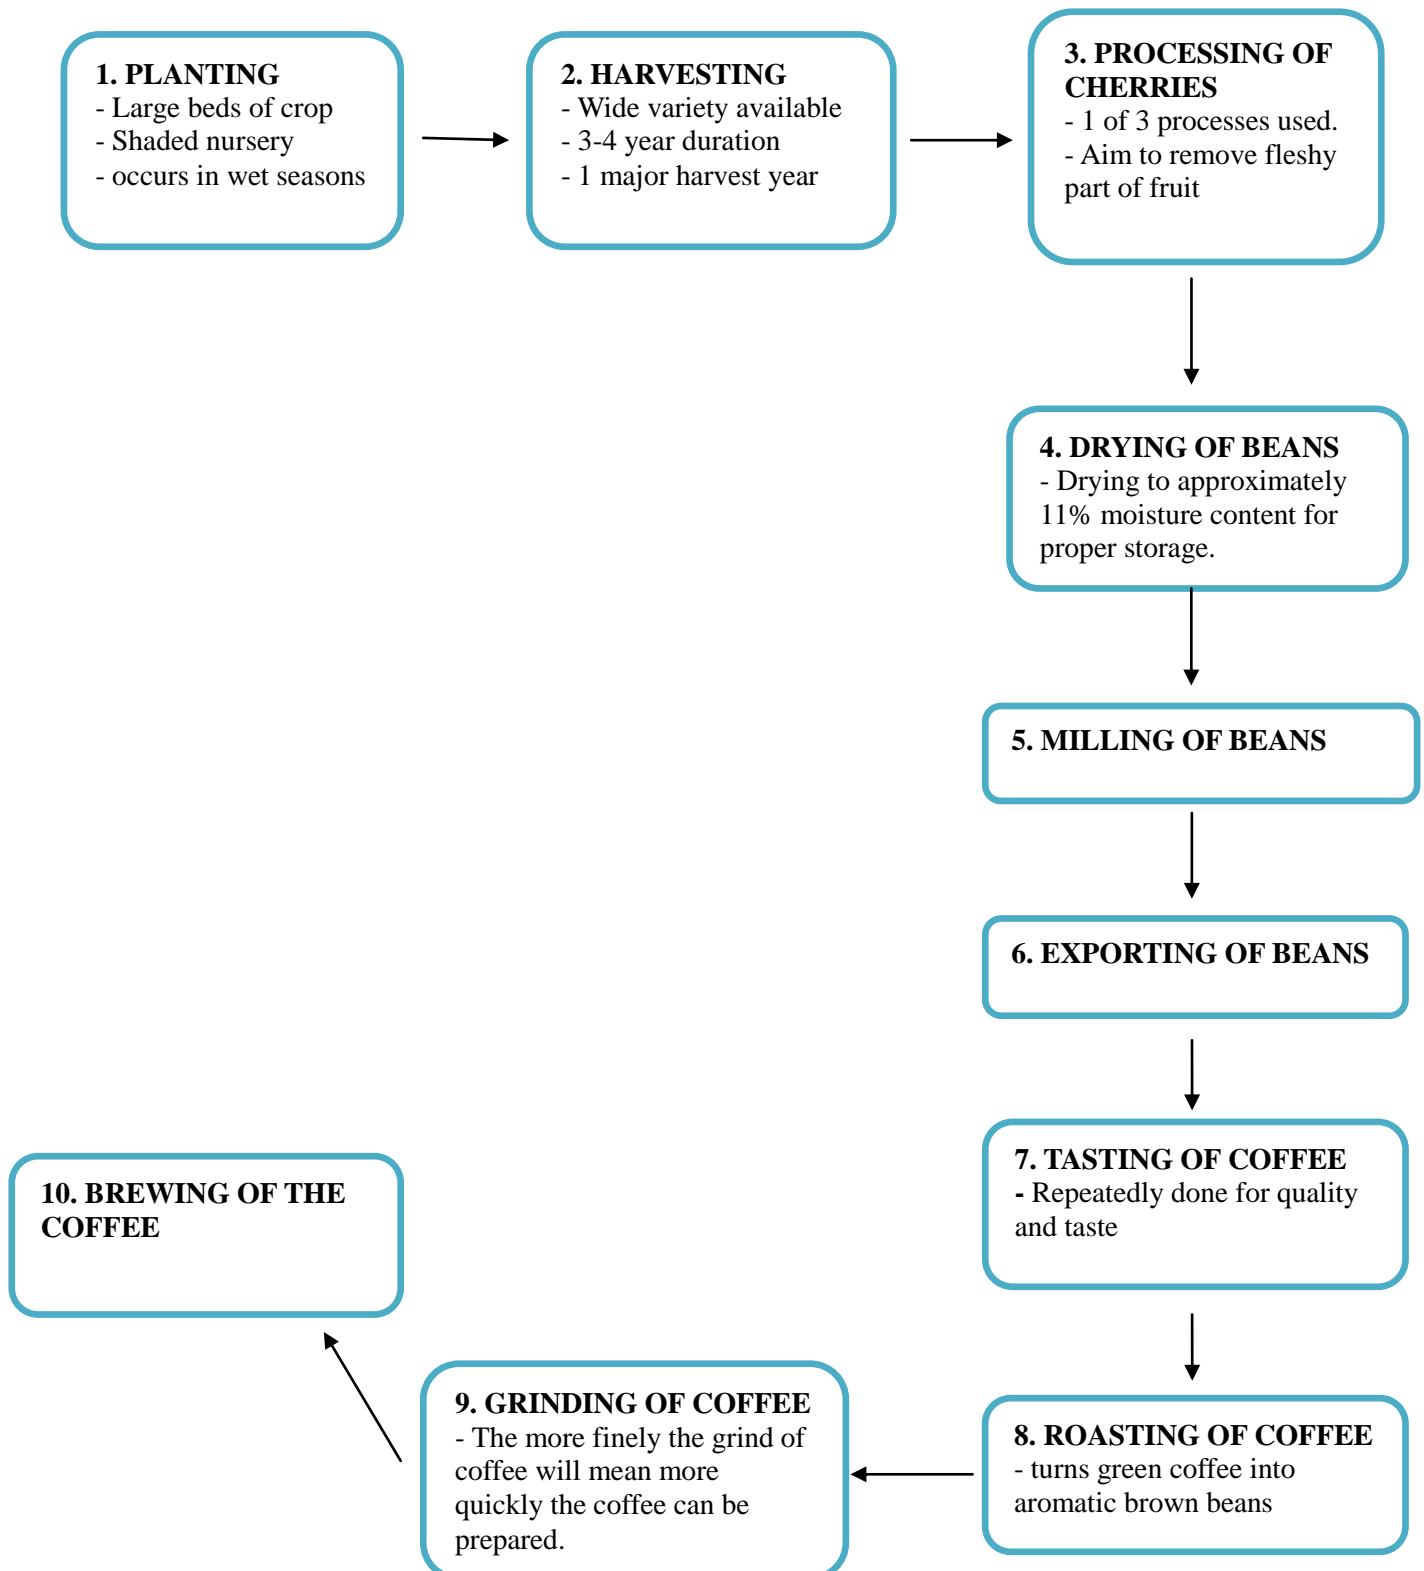 1. PLANTING
- Large beds of crop
- Shaded nursery
- occurs in wet seasons
2. HARVESTING
- Wide variety available
- 3-4 year duration
- 1 major harvest year
3. PROCESSING OF
CHERRIES
- 1 of 3 processes used.
- Aim to remove fleshy
part of fruit
4. DRYING OF BEANS
- Drying to approximately
11% moisture content for
proper storage.
5. MILLING OF BEANS
6. EXPORTING OF BEANS
7. TASTING OF COFFEE
- Repeatedly done for quality
and taste
8. ROASTING OF COFFEE
- turns green coffee into
aromatic brown beans
9. GRINDING OF COFFEE
- The more finely the grind of
coffee will mean more
quickly the coffee can be
prepared.
10. BREWING OF THE
COFFEE